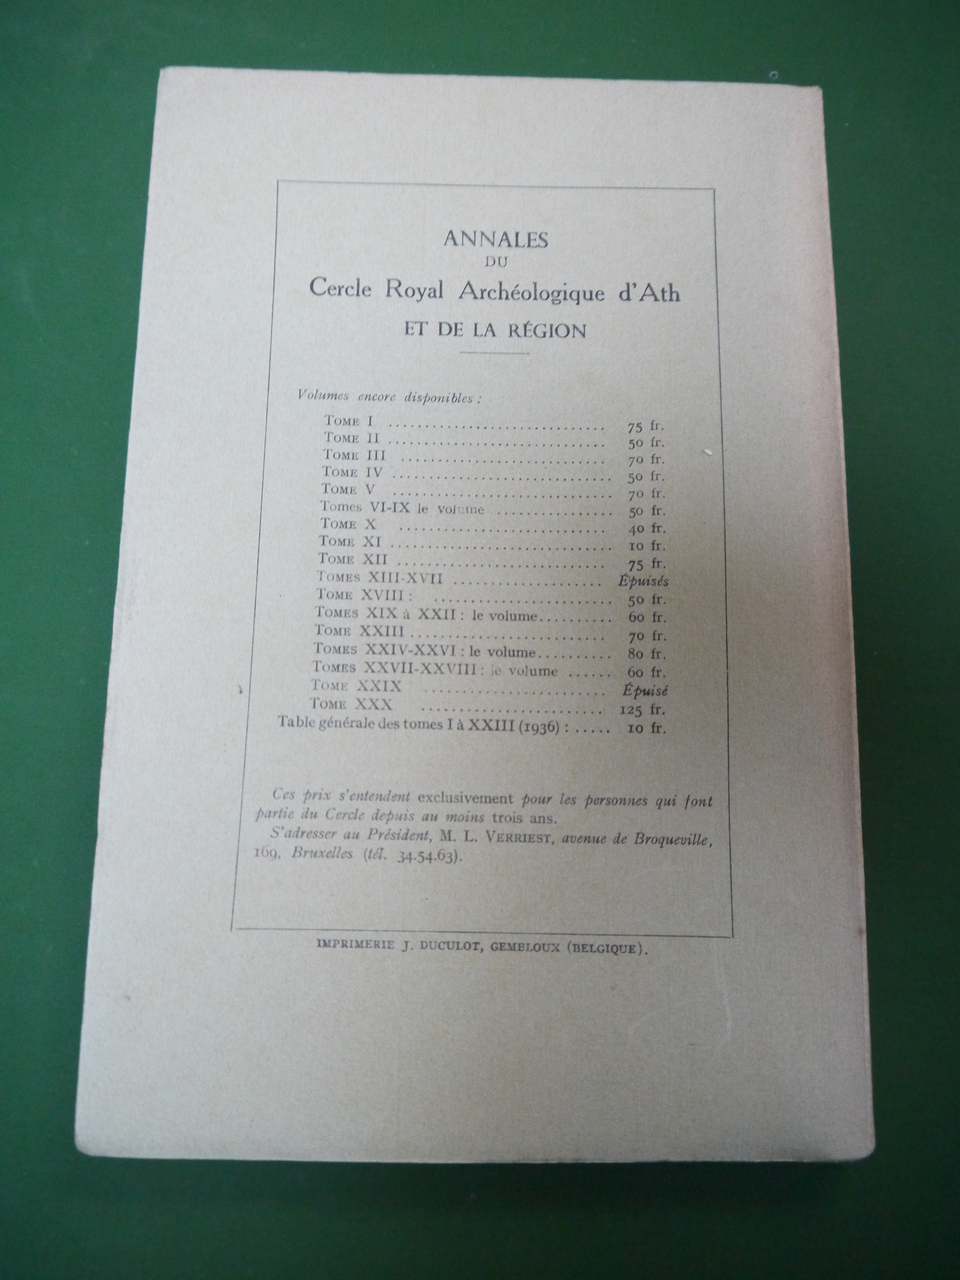 ANNALES
DU
Cercle Royal Archéologique d'Ath
ET DE LA RÉGION
Volumes encore disponibles :
TOME I .............................. 75 fr.
TOME II .............................. 50 fr.
TOME III ............................ 70 fr.
TOME IV .............................. 50 fr.
TOME V .............................. 70 fr.
Tomes VI-IX le volume ................ 50 fr.
TOME X .............................. 40 fr.
TOME XI .............................. 10 fr.
TOME XII ............................ 75 fr.
TOMES XIII-XVII ..................... Épuisés
TOME XVIII : ......................... 50 fr.
TOMES XIX à XXII : le volume.......... 60 fr.
TOME XXIII ........................... 70 fr.
TOMES XXIV-XXVI : le volume.......... 80 fr.
TOMES XXVII-XXVIII : le volume ...... 60 fr.
TOME XXIX ......................... Épuisé
TOME XXX ......................... 125 fr.
Table générale des tomes I à XXIII (1936) : ..... 10 fr.
Ces prix s'entendent exclusivement pour les personnes qui font
partie du Cercle depuis au moins trois ans.
S'adresser au Président, M. L. VERRIEST, avenue de Broqueville,
169, Bruxelles (tél. 34.54.63).
IMPRIMERIE J. DUCULOT, GEMBLOUX (BELGIQUE).